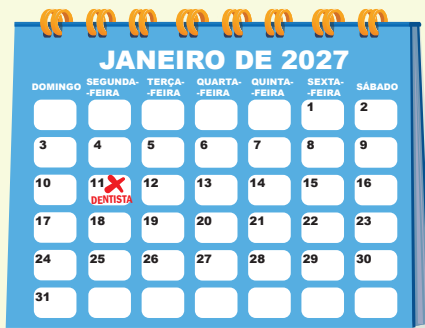 JANEIRO DE 2027
DOMINGO SEGUNDA-
-FEIRA TERÇA-
-FEIRA QUARTA-
-FEIRA QUINTA-
-FEIRA SEXTA-
-FEIRA SÁBADO
1 2
3 4 5 6 7 8 9
10 11 12 13 14 15 16
DENTISTA
17 18 19 20 21 22 23
24 25 26 27 28 29 30
31